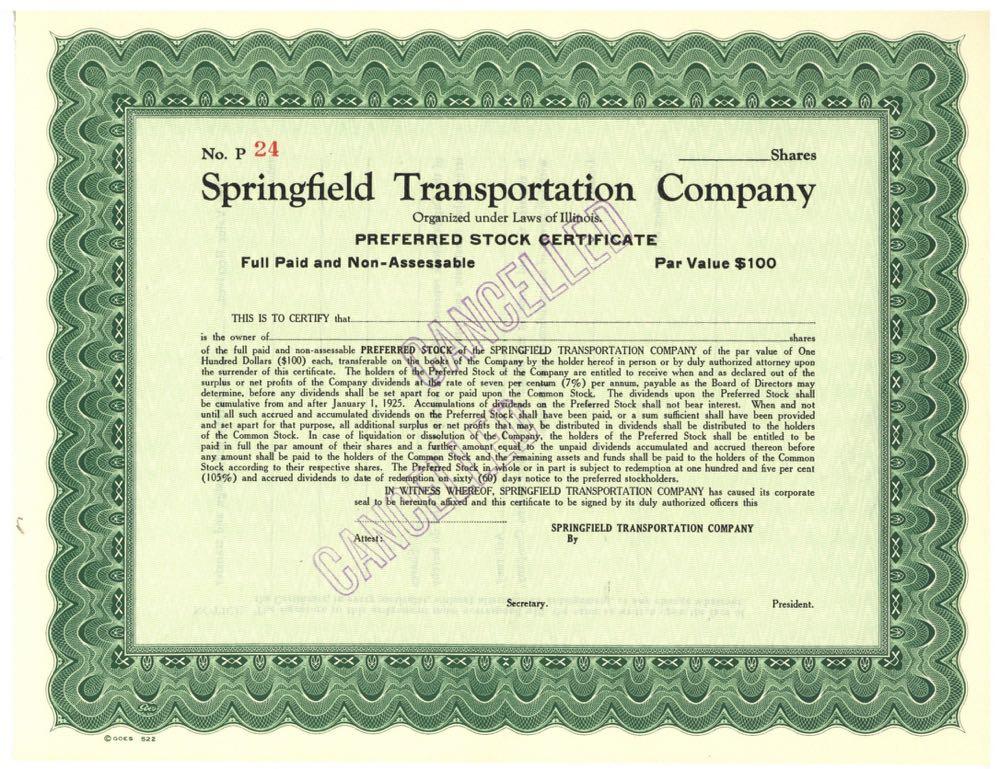 No. P 24 Shares
Springfield Transportation Company
Organized under Laws of Illinois.
PREFERRED STOCK CERTIFICATE
Full Paid and Non-Assessable Par Value $100
THIS IS TO CERTIFY that
is the owner of shares
of the full paid and non-assessable PREFERRED STOCK of the SPRINGFIELD TRANSPORTATION COMPANY of the par value of One
Hundred Dollars ($100) each, transferable on the books of the Company by the holder hereof in person or by duly authorized attorney upon
the surrender of this certificate. The holders of the Preferred Stock of the Company are entitled to receive when and as declared out of the
surplus or net profits of the Company dividends at the rate of seven per centum (7%) per annum, payable as the Board of Directors may
determine, before any dividends shall be set apart for or paid upon the Common Stock. The dividends upon the Preferred Stock shall
be cumulative from and after January 1, 1925. Accumulations of dividends on the Preferred Stock shall not bear interest. When and not
until all such accrued and accumulated dividends on the Preferred Stock shall have been paid, or a sum sufficient shall have been provided
and set apart for that purpose, all additional surplus or net profits that may be distributed in dividends shall be distributed to the holders
of the Common Stock. In case of liquidation or dissolution of the Company, the holders of the Preferred Stock shall be entitled to be
paid in full the par amount of their shares and a further amount equal to the unpaid dividends accumulated and accrued thereon before
any amount shall be paid to the holders of the Common Stock and the remaining assets and funds shall be paid to the holders of the Common
Stock according to their respective shares. The Preferred Stock in whole or in part is subject to redemption at one hundred and five per cent
(105%) and accrued dividends to date of redemption on sixty (60) days notice to the preferred stockholders.
IN WITNESS WHEREOF, SPRINGFIELD TRANSPORTATION COMPANY has caused its corporate
seal to be hereunto affixed and this certificate to be signed by its duly authorized officers this
SPRINGFIELD TRANSPORTATION COMPANY
Attest: By
Secretary. President.
CANCELLED
CANCELLED
Goes
© GOES 522